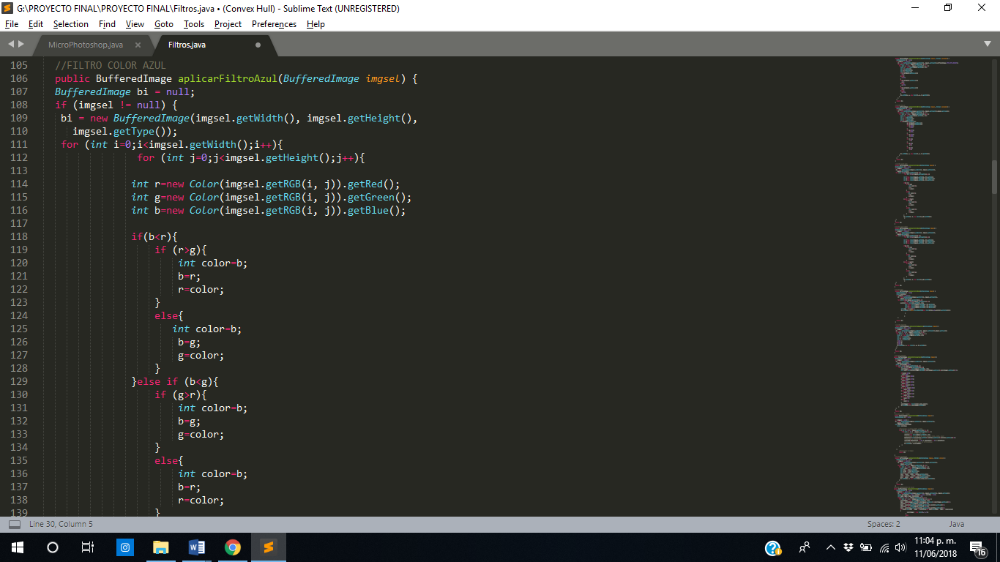 G:\PROYECTO FINAL\PROYECTO FINAL\Filtros.java • (Convex Hull) - Sublime Text (UNREGISTERED)
File Edit Selection Find View Goto Tools Project Preferences Help
MicroPhotoshop.java × Filtros.java
105 //FILTRO COLOR AZUL
106 public BufferedImage aplicarFiltroAzul(BufferedImage imgsel) {
107 BufferedImage bi = null;
108 if (imgsel != null) {
109 bi = new BufferedImage(imgsel.getWidth(), imgsel.getHeight(),
110 imgsel.getType());
111 for (int i=0;i<imgsel.getWidth();i++){
112 for (int j=0;j<imgsel.getHeight();j++){
113
114 int r=new Color(imgsel.getRGB(i, j)).getRed();
115 int g=new Color(imgsel.getRGB(i, j)).getGreen();
116 int b=new Color(imgsel.getRGB(i, j)).getBlue();
117
118 if(b<r){
119 if (r>g){
120 int color=b;
121 b=r;
122 r=color;
123 }
124 else{
125 int color=b;
126 b=g;
127 g=color;
128 }
129 }else if (b<g){
130 if (g>r){
131 int color=b;
132 b=g;
133 g=color;
134 }
135 else{
136 int color=b;
137 b=r;
138 r=color;
139 }
Line 30, Column 5 Spaces: 2 Java
11:04 p. m.
11/06/2018
16